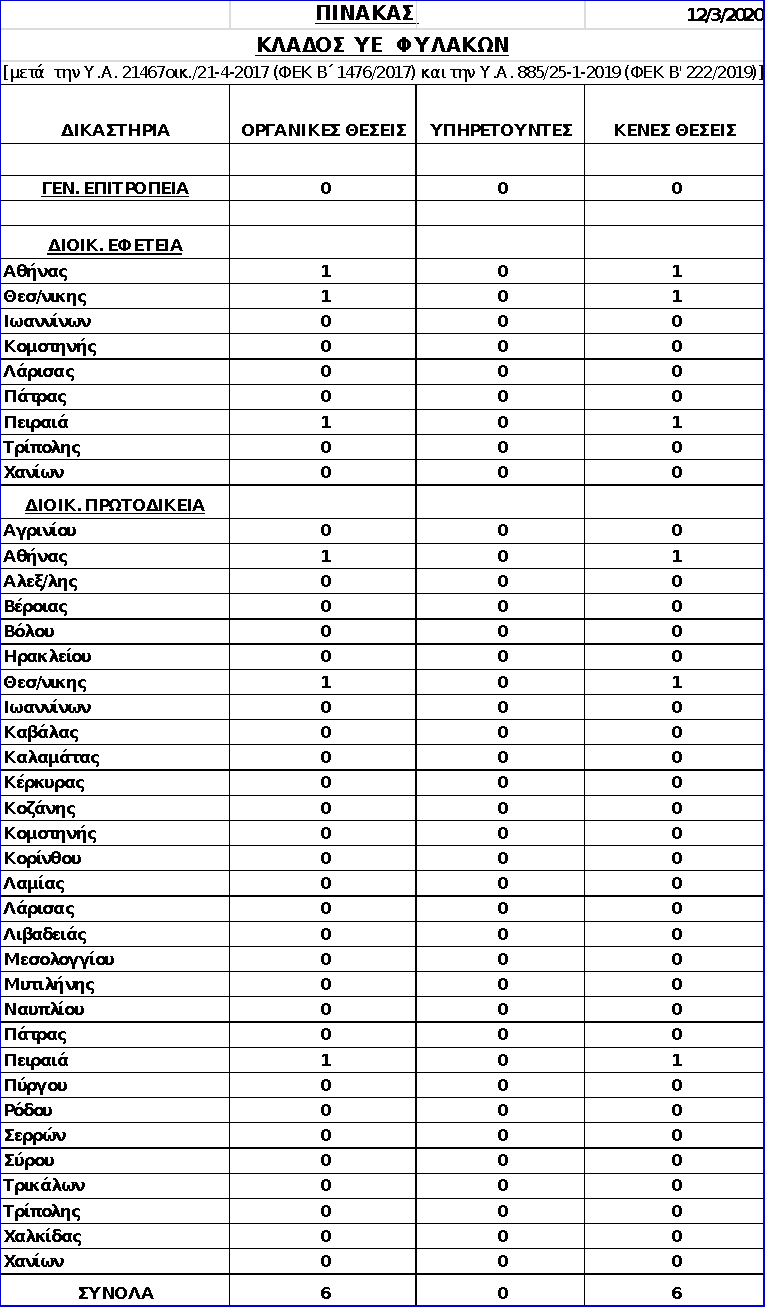 ΠΙΝΑΚΑΣ 12/3/2020
ΚΛΑΔΟΣ ΥΕ ΦΥΛΑΚΩΝ
[μετά την Υ.Α. 21467οικ./21-4-2017 (ΦΕΚ Β΄ 1476/2017) και την Υ.Α. 885/25-1-2019 (ΦΕΚ Β' 222/2019)]
ΔΙΚΑΣΤΗΡΙΑ ΟΡΓΑΝΙΚΕΣ ΘΕΣΕΙΣ ΥΠΗΡΕΤΟΥΝΤΕΣ ΚΕΝΕΣ ΘΕΣΕΙΣ
ΓΕΝ. ΕΠΙΤΡΟΠΕΙΑ 0 0 0
ΔΙΟΙΚ. ΕΦΕΤΕΙΑ
Αθήνας 1 0 1
Θεσ/νικης 1 0 1
Ιωαννίνων 0 0 0
Κομοτηνής 0 0 0
Λάρισας 0 0 0
Πάτρας 0 0 0
Πειραιά 1 0 1
Τρίπολης 0 0 0
Χανίων 0 0 0
ΔΙΟΙΚ. ΠΡΩΤΟΔΙΚΕΙΑ
Αγρινίου 0 0 0
Αθήνας 1 0 1
Αλεξ/λης 0 0 0
Βέροιας 0 0 0
Βόλου 0 0 0
Ηρακλείου 0 0 0
Θεσ/νικης 1 0 1
Ιωαννίνων 0 0 0
Καβάλας 0 0 0
Καλαμάτας 0 0 0
Κέρκυρας 0 0 0
Κοζάνης 0 0 0
Κομοτηνής 0 0 0
Κορίνθου 0 0 0
Λαμίας 0 0 0
Λάρισας 0 0 0
Λιβαδειάς 0 0 0
Μεσολογγίου 0 0 0
Μυτιλήνης 0 0 0
Ναυπλίου 0 0 0
Πάτρας 0 0 0
Πειραιά 1 0 1
Πύργου 0 0 0
Ρόδου 0 0 0
Σερρών 0 0 0
Σύρου 0 0 0
Τρικάλων 0 0 0
Τρίπολης 0 0 0
Χαλκίδας 0 0 0
Χανίων 0 0 0
ΣΥΝΟΛΑ 6 0 6